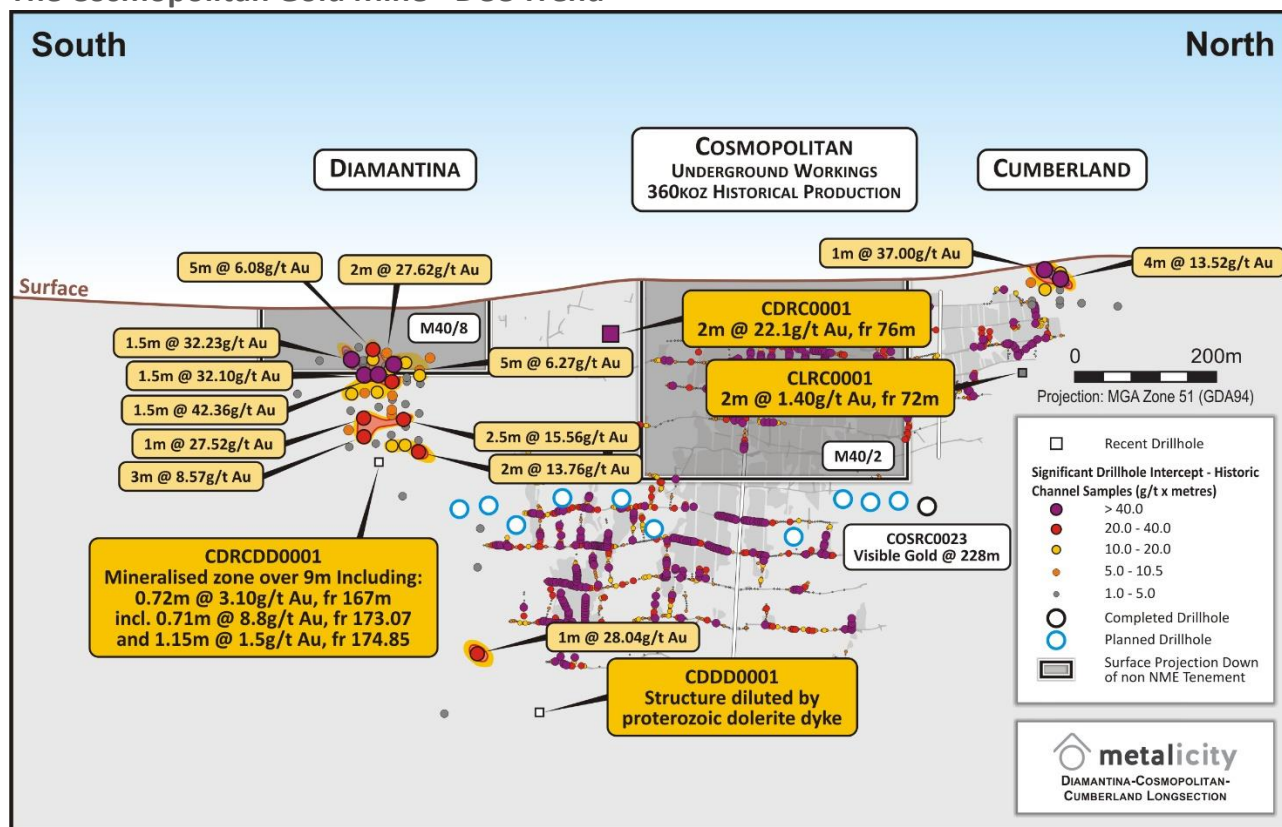 The Cosmopolitan Gold Mine - DCC Trend
South
North
DIAMANTINA
COSMOPOLITAN
UNDERGROUND WORKINGS
360KOZ HISTORICAL PRODUCTION
CUMBERLAND
5m @ 6.08g/t Au
2m @ 27.62g/t Au
1m @ 37.00g/t Au
4m @ 13.52g/t Au
Surface
M40/8
1.5m @ 32.23g/t Au
1.5m @ 32.10g/t Au
1.5m @ 42.36g/t Au
1m @ 27.52g/t Au
3m @ 8.57g/t Au
5m @ 6.27g/t Au
2.5m @ 15.56g/t Au
2m @ 13.76g/t Au
CDRC0001
2m @ 22.1g/t Au, fr 76m
CLRC0001
2m @ 1.40g/t Au, fr 72m
M40/2
0 200m
Projection: MGA Zone 51 (GDA94)
CDRCDD0001
Mineralised zone over 9m Including:
0.72m @ 3.10g/t Au, fr 167m
incl. 0.71m @ 8.8g/t Au, fr 173.07
and 1.15m @ 1.5g/t Au, fr 174.85
COSRC0023
Visible Gold @ 228m
1m @ 28.04g/t Au
CDDD0001
Structure diluted by
proterozoic dolerite dyke
Recent Drillhole
Significant Drillhole Intercept - Historic
Channel Samples (g/t x metres)
> 40.0
20.0 - 40.0
10.0 - 20.0
5.0 - 10.5
1.0 - 5.0
Completed Drillhole
Planned Drillhole
Surface Projection Down
of non NME Tenement
metalicity
DIAMANTINA-COSMOPOLITAN-
CUMBERLAND LONGSECTION